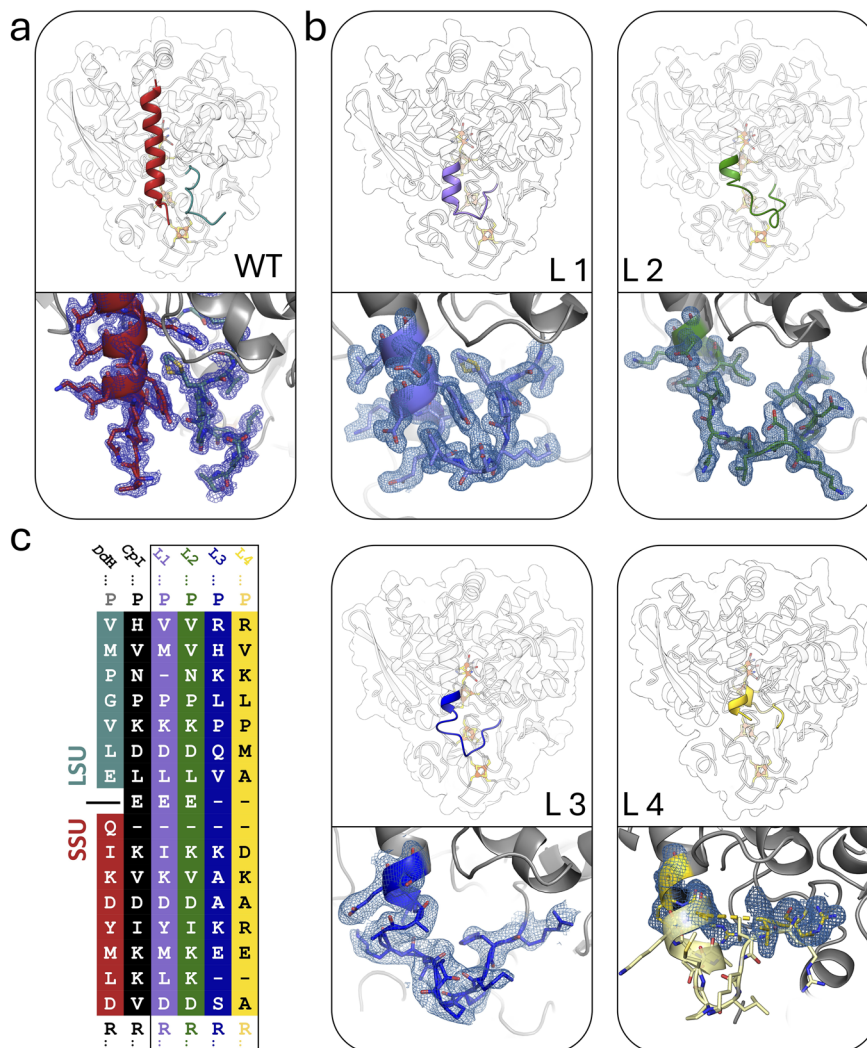 a
b
WT
L 1
L 2
c
DdH CpI L1 L2 L3 L4
⋮ ⋮ ⋮ ⋮ ⋮ ⋮
P P P P P P
V H V V R R
M V M V H V
P N - N K K
G P P P L L
V K K K P P
L D D D Q M
E L L L V A
E E E - -
Q - - - - -
I K I K K D
K V K V A K
D D D D A A
Y I Y I K R
M K M K E E
L K L K - -
D V D D S A
R R R R R R
⋮ ⋮ ⋮ ⋮ ⋮ ⋮
LSU
SSU
L 3
L 4